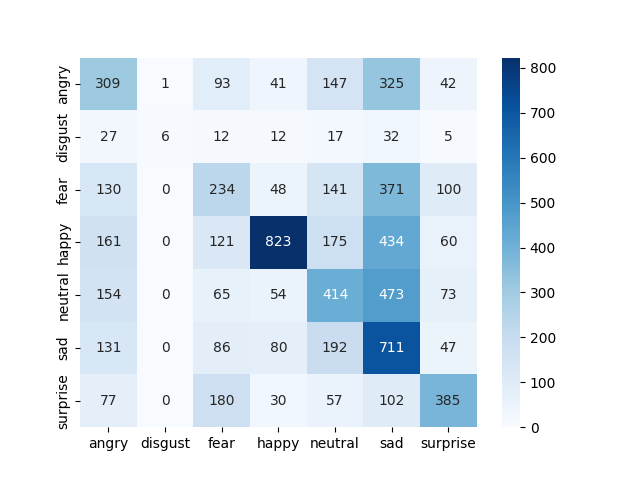 angry 309 1 93 41 147 325 42
disgust 27 6 12 12 17 32 5
fear 130 0 234 48 141 371 100
happy 161 0 121 823 175 434 60
neutral 154 0 65 54 414 473 73
sad 131 0 86 80 192 711 47
surprise 77 0 180 30 57 102 385
angry disgust fear happy neutral sad surprise
800
700
600
500
400
300
200
100
0